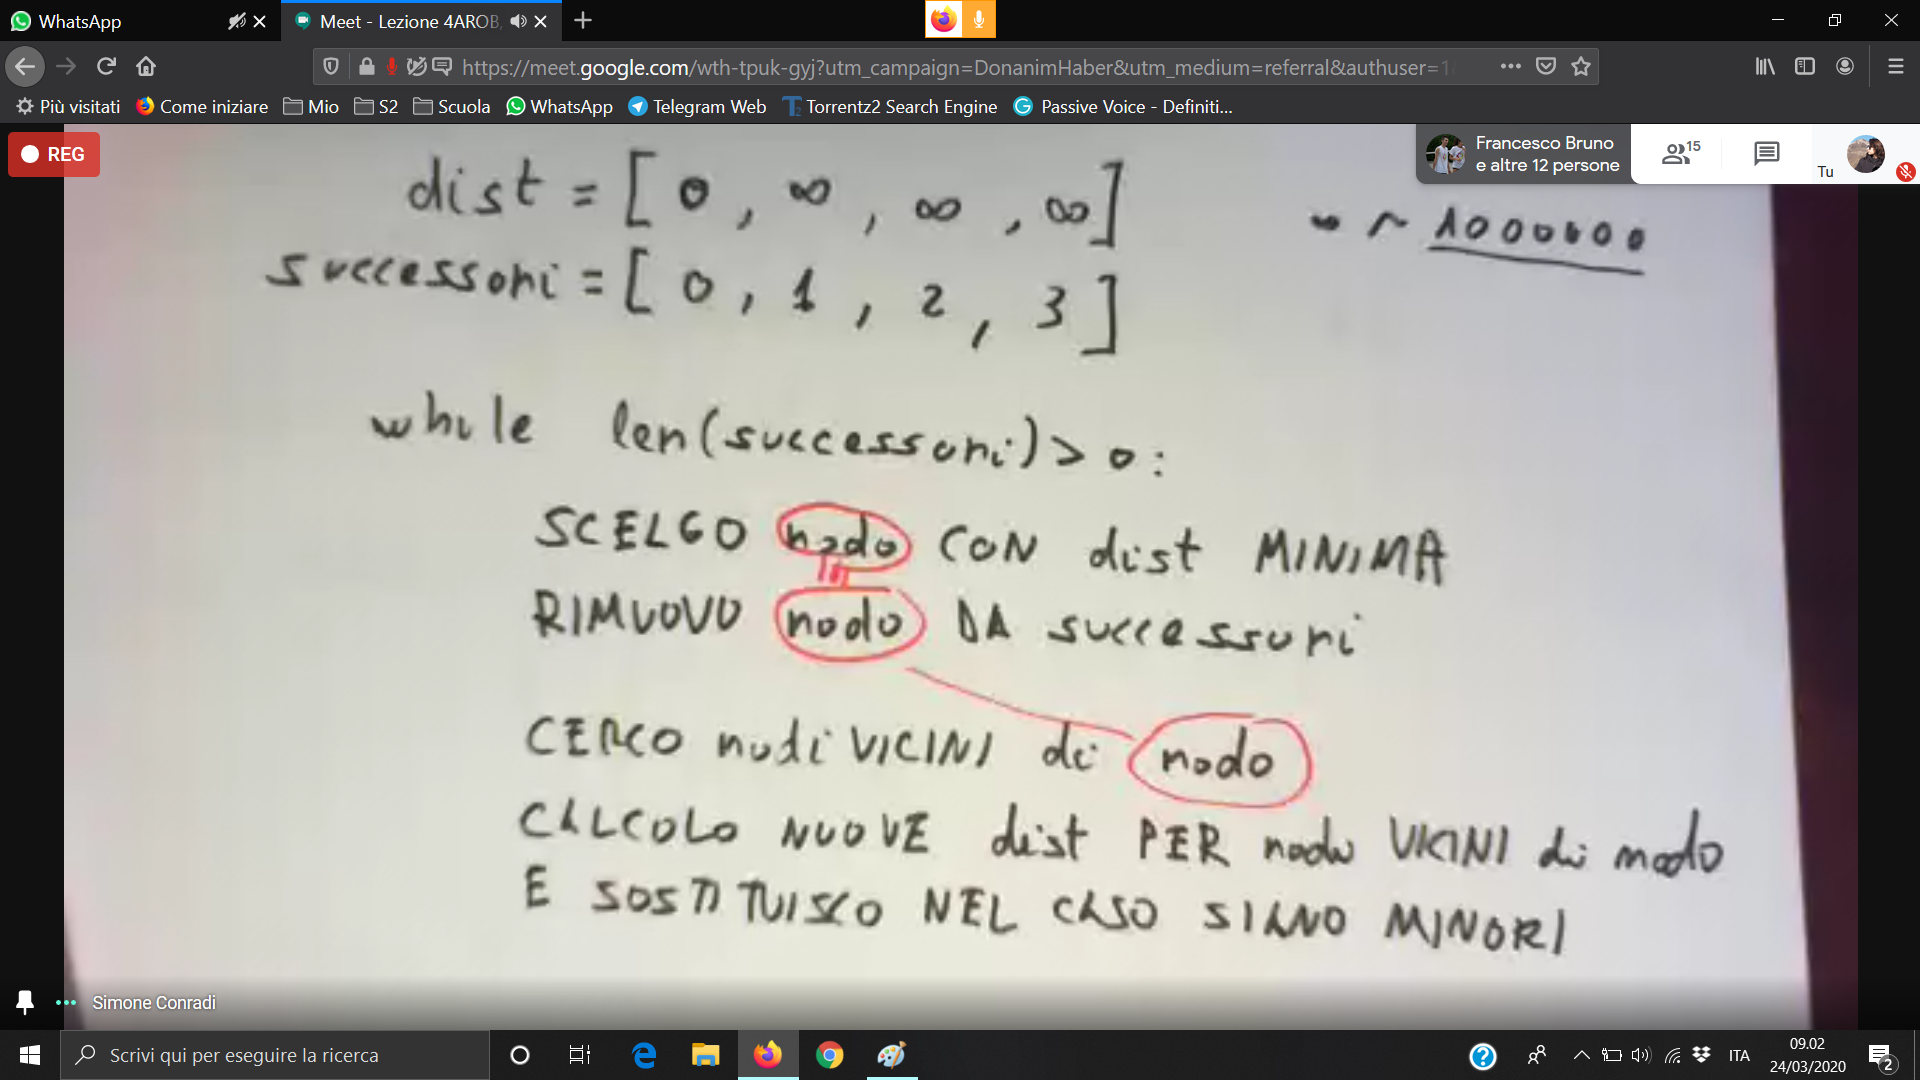 WhatsApp
Meet - Lezione 4AROB,
https://meet.google.com/wth-tpuk-gyj?utm_campaign=DonanimHaber&utm_medium=referral&authuser=1
Più visitati Come iniziare Mio S2 Scuola WhatsApp Telegram Web Torrentz2 Search Engine Passive Voice - Definiti...
REG
Francesco Bruno
e altre 12 persone
15
Tu
dist = [ 0 , ∞ , ∞ , ∞ ]
∞ ~ 1000000
successori = [ 0 , 1 , 2 , 3 ]
while len(successori) > 0 :
SCELGO nodo CON dist MINIMA
RIMUOVO nodo DA successori
CERCO nodi VICINI di nodo
CALCOLO NUOVE dist PER nodi VICINI di nodo
E SOSTITUISCO NEL CASO SIANO MINORI
Simone Conradi
Scrivi qui per eseguire la ricerca
ITA
09.02
24/03/2020
2